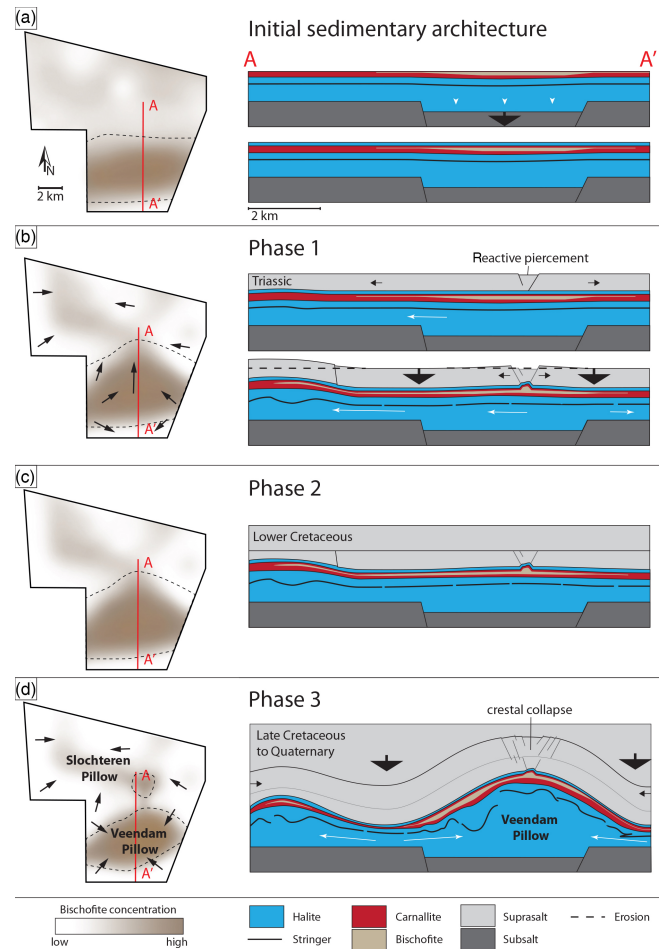 (a)
Initial sedimentary architecture
A
A'
A
A'
N
2 km
2 km
(b)
Phase 1
Reactive piercement
Triassic
A
A'
(c)
Phase 2
Lower Cretaceous
A
A'
(d)
Phase 3
crestal collapse
Late Cretaceous
to Quaternary
Slochteren
Pillow
A
Veendam
Pillow
A'
Veendam
Pillow
Bischofite concentration
low
high
Halite
Carnallite
Suprasalt
Erosion
Stringer
Bischofite
Subsalt